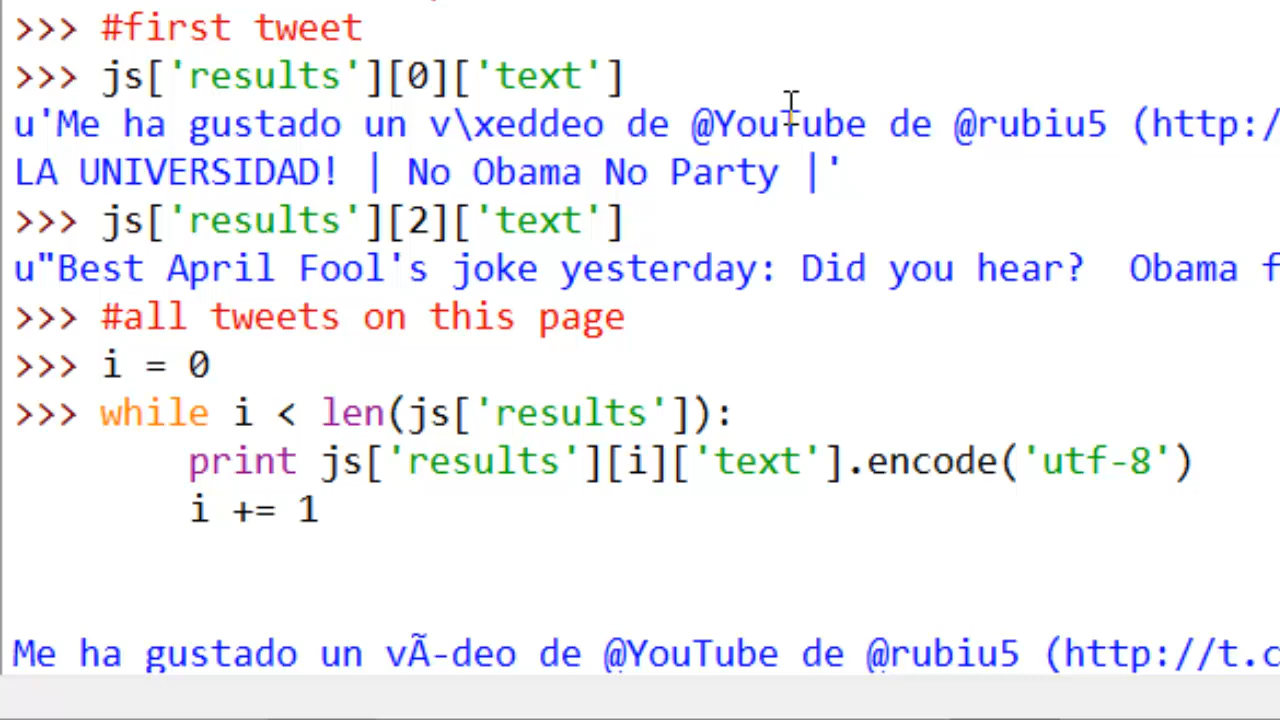 >>> #first tweet
>>> js['results'][0]['text']
u'Me ha gustado un v\xeddeo de @YouTube de @rubiu5 (http:/
LA UNIVERSIDAD! | No Obama No Party |'
>>> js['results'][2]['text']
u"Best April Fool's joke yesterday: Did you hear?  Obama f
>>> #all tweets on this page
>>> i = 0
>>> while i < len(js['results']):
        print js['results'][i]['text'].encode('utf-8')
        i += 1
Me ha gustado un vÃ-deo de @YouTube de @rubiu5 (http://t.c